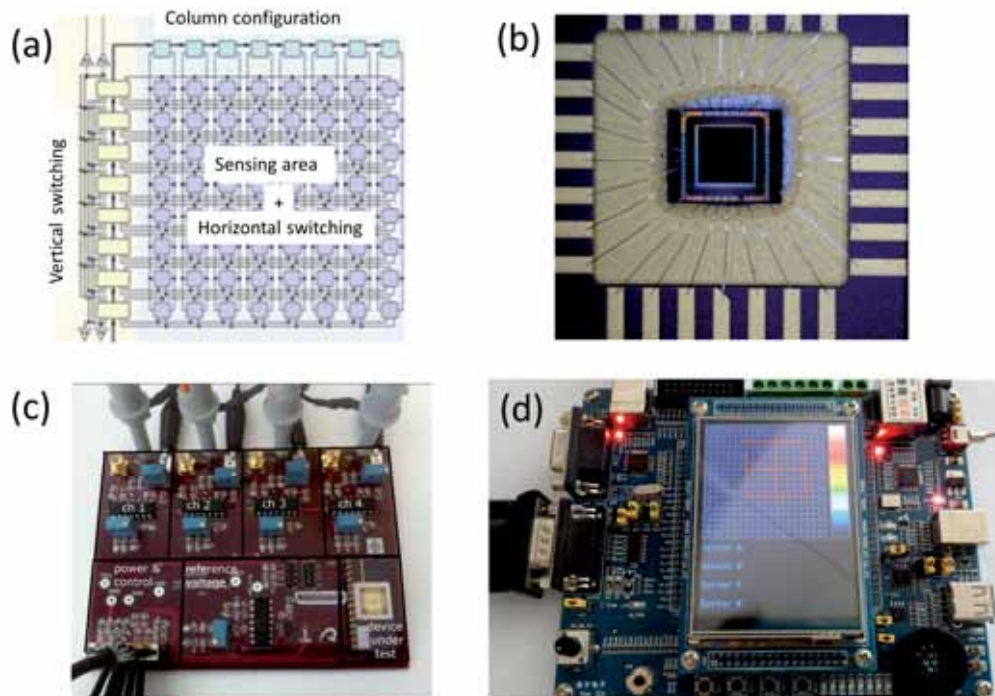 (a)
Column configuration
Vertical switching
Sensing area
+
Horizontal switching
(b)
(c)
ch 1
ch 2
ch 3
ch 4
power &
control
reference
voltage
device
under
test
(d)